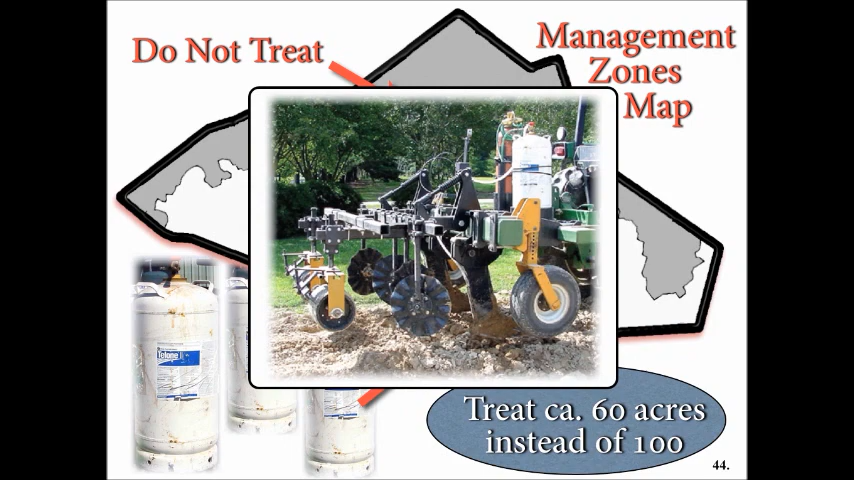 Do Not Treat
Management
Zones
Map
Telone II
Treat ca. 60 acres
instead of 100
44.